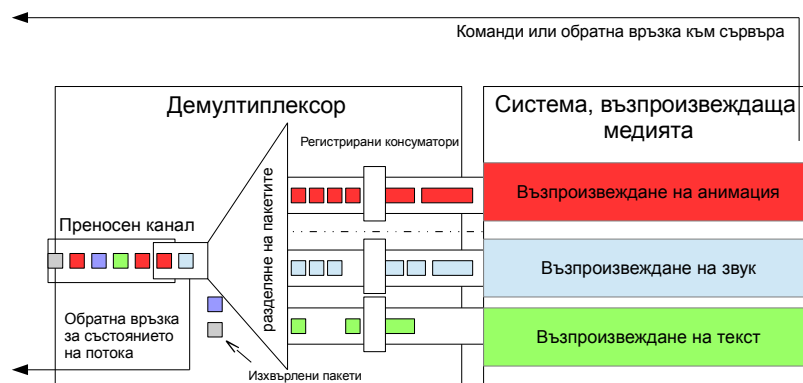 Команди или обратна връзка към сървъра
Демултиплексор
Система, възпроизвеждаща
медията
Регистрирани консуматори
Възпроизвеждане на анимация
Преносен канал
разделяне на пакетите
Възпроизвеждане на звук
Обратна връзка
за състоянието
на потока
Възпроизвеждане на текст
Изхвърлени пакети